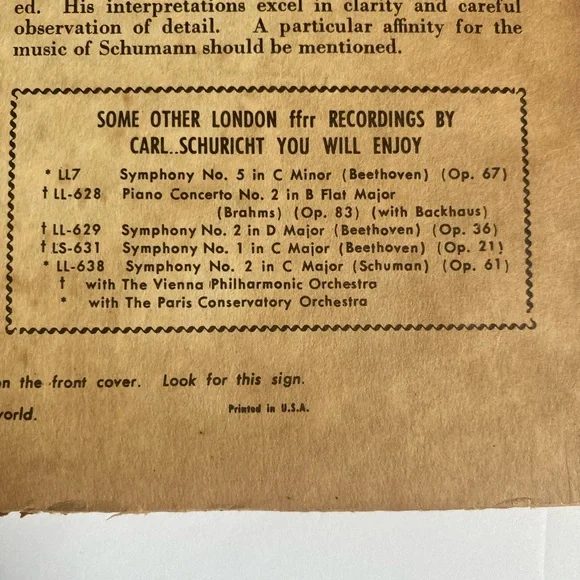 ed. His interpretations excel in clarity and careful
observation of detail. A particular affinity for the
music of Schumann should be mentioned.
SOME OTHER LONDON ffrr RECORDINGS BY
CARL..SCHURICHT YOU WILL ENJOY
* LL7 Symphony No. 5 in C Minor (Beethoven) (Op. 67)
† LL-628 Piano Concerto No. 2 in B Flat Major
(Brahms) (Op. 83) (with Backhaus)
† LL-629 Symphony No. 2 in D Major (Beethoven) (Op. 36)
† LS-631 Symphony No. 1 in C Major (Beethoven) (Op. 21)
* LL-638 Symphony No. 2 in C Major (Schuman) (Op. 61)
† with The Vienna Philharmonic Orchestra
* with The Paris Conservatory Orchestra
on the front cover. Look for this sign.
world.
Printed in U.S.A.